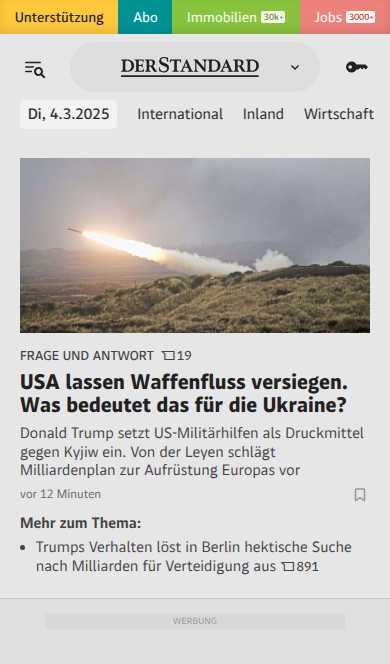 Unterstützung Abo Immobilien 30k+ Jobs 3000+
DERSTANDARD
Di, 4.3.2025 International Inland Wirtschaft
FRAGE UND ANTWORT 19
USA lassen Waffenfluss versiegen.
Was bedeutet das für die Ukraine?
Donald Trump setzt US-Militärhilfen als Druckmittel
gegen Kyjiw ein. Von der Leyen schlägt
Milliardenplan zur Aufrüstung Europas vor
vor 12 Minuten
Mehr zum Thema:
• Trumps Verhalten löst in Berlin hektische Suche
nach Milliarden für Verteidigung aus 891
WERBUNG